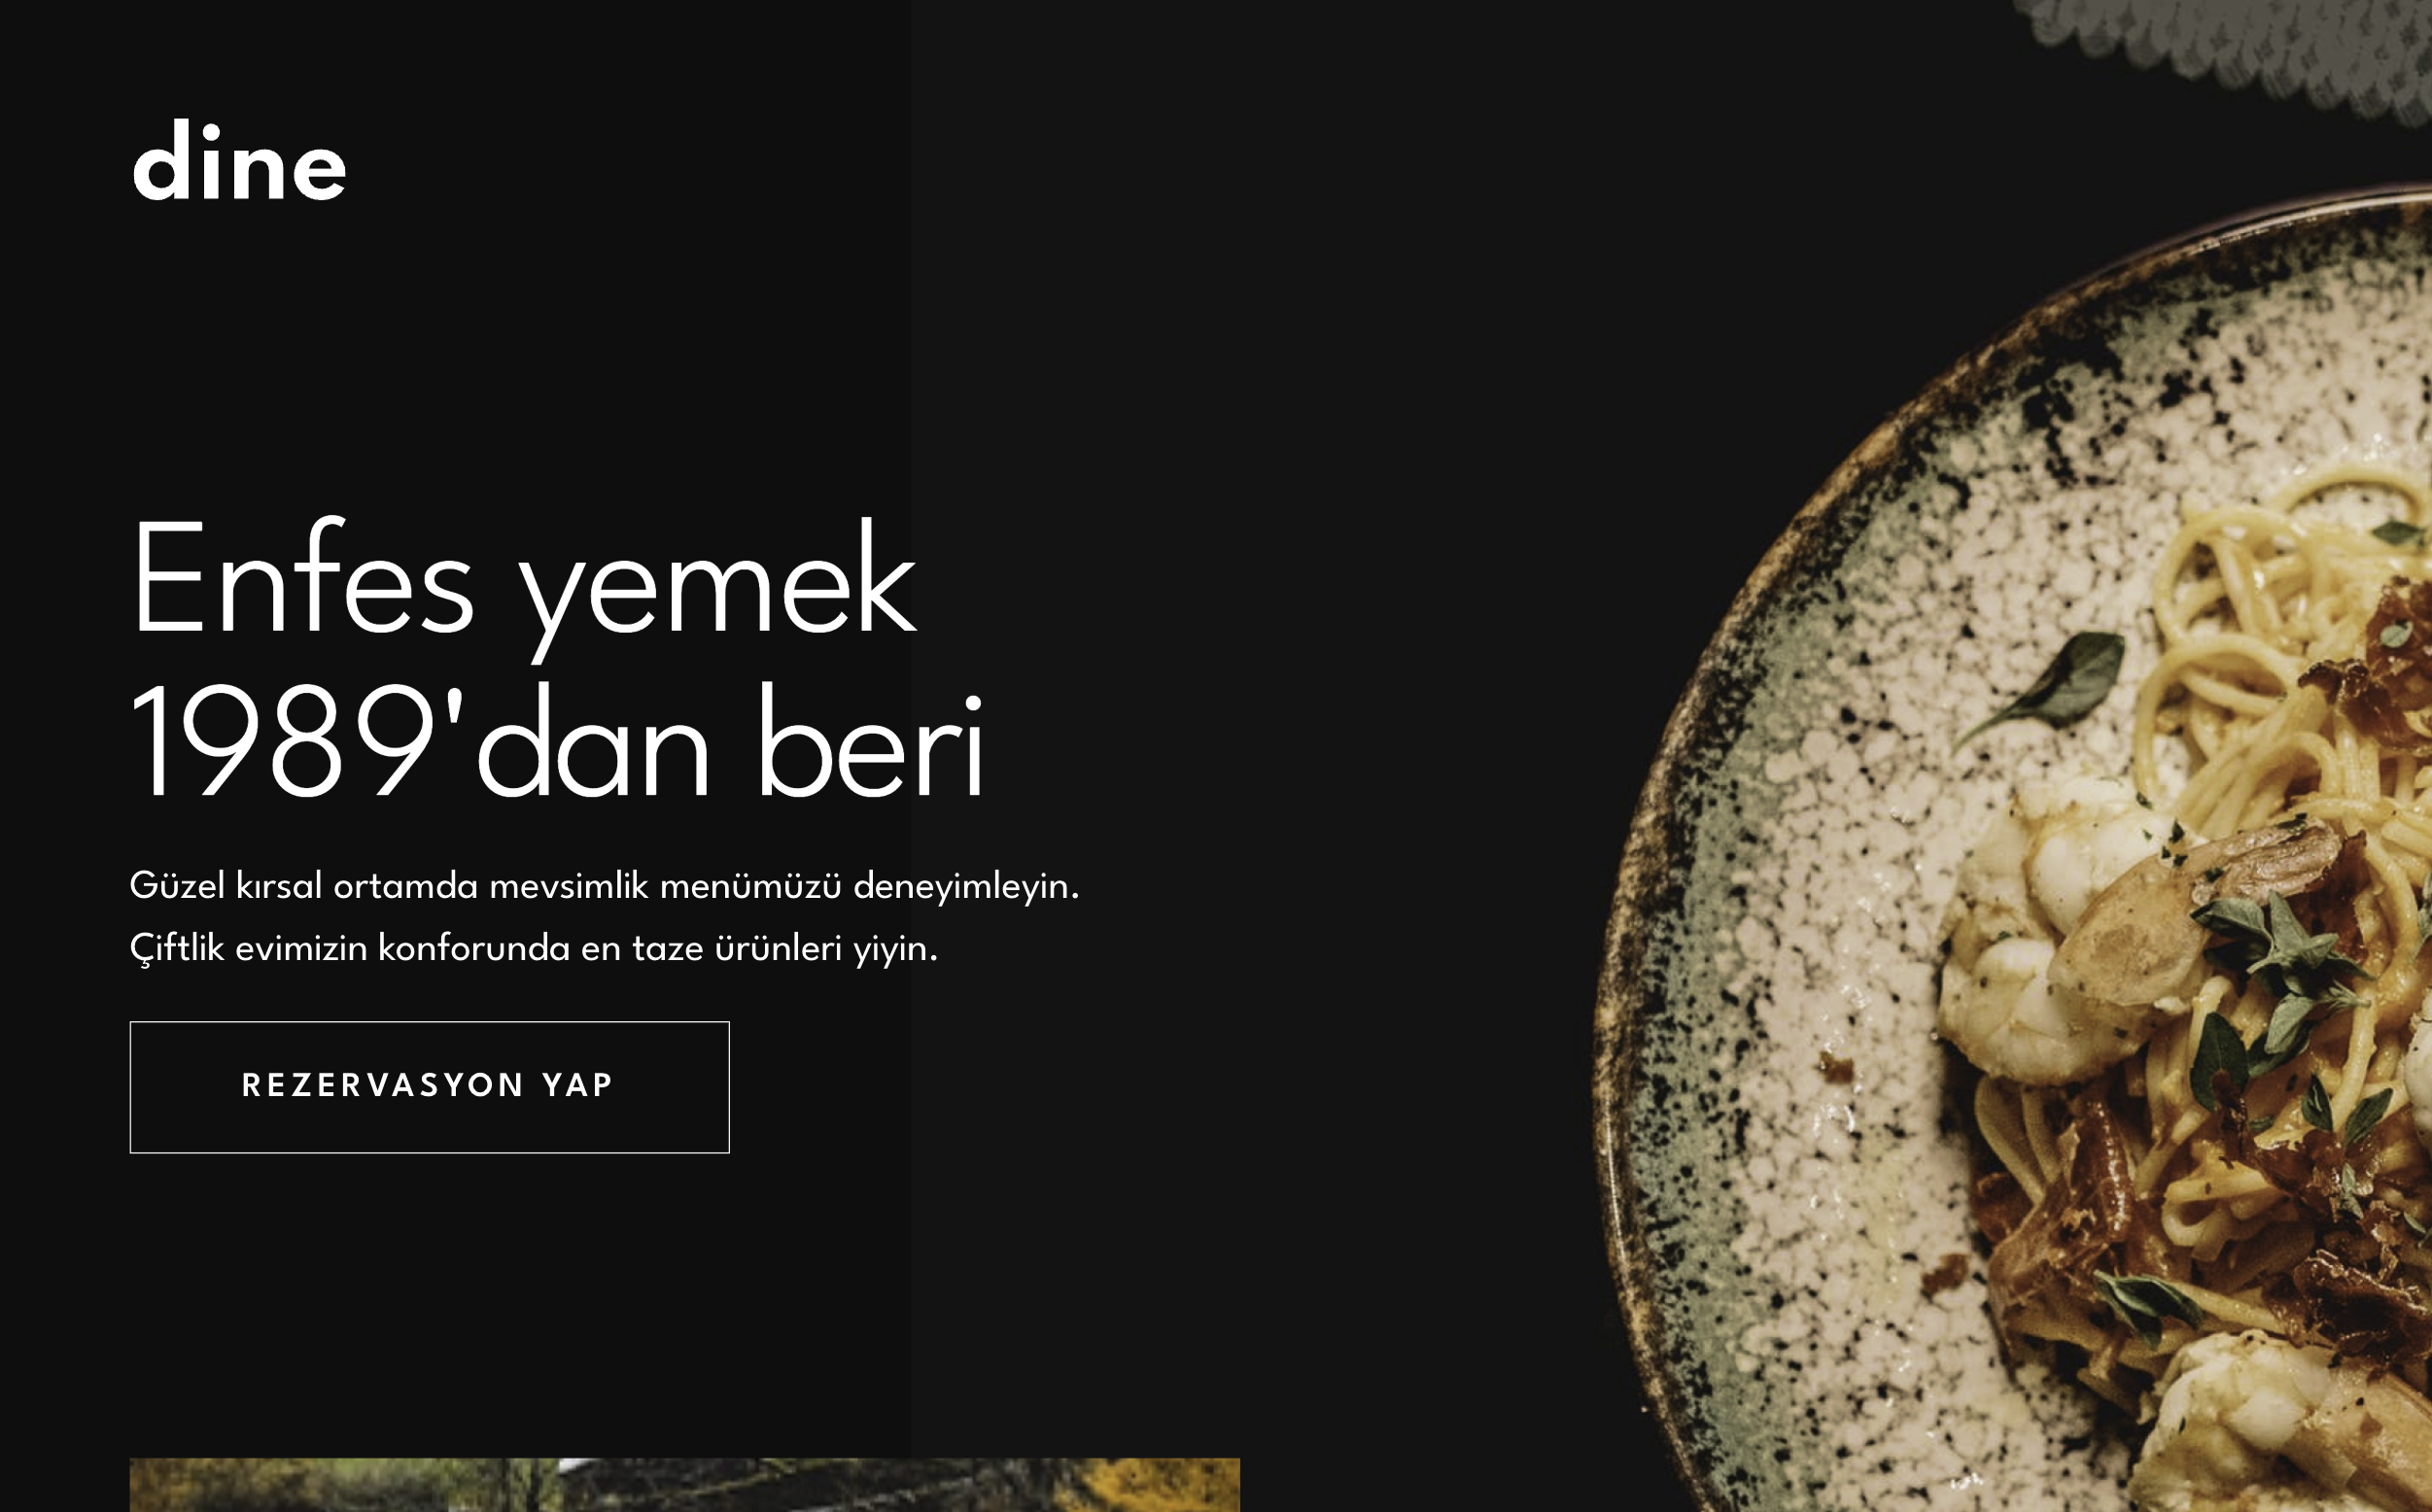 dine
Enfes yemek
1989'dan beri
Güzel kırsal ortamda mevsimlik menümüzü deneyimleyin.
Çiftlik evimizin konforunda en taze ürünleri yiyin.
REZERVASYON YAP